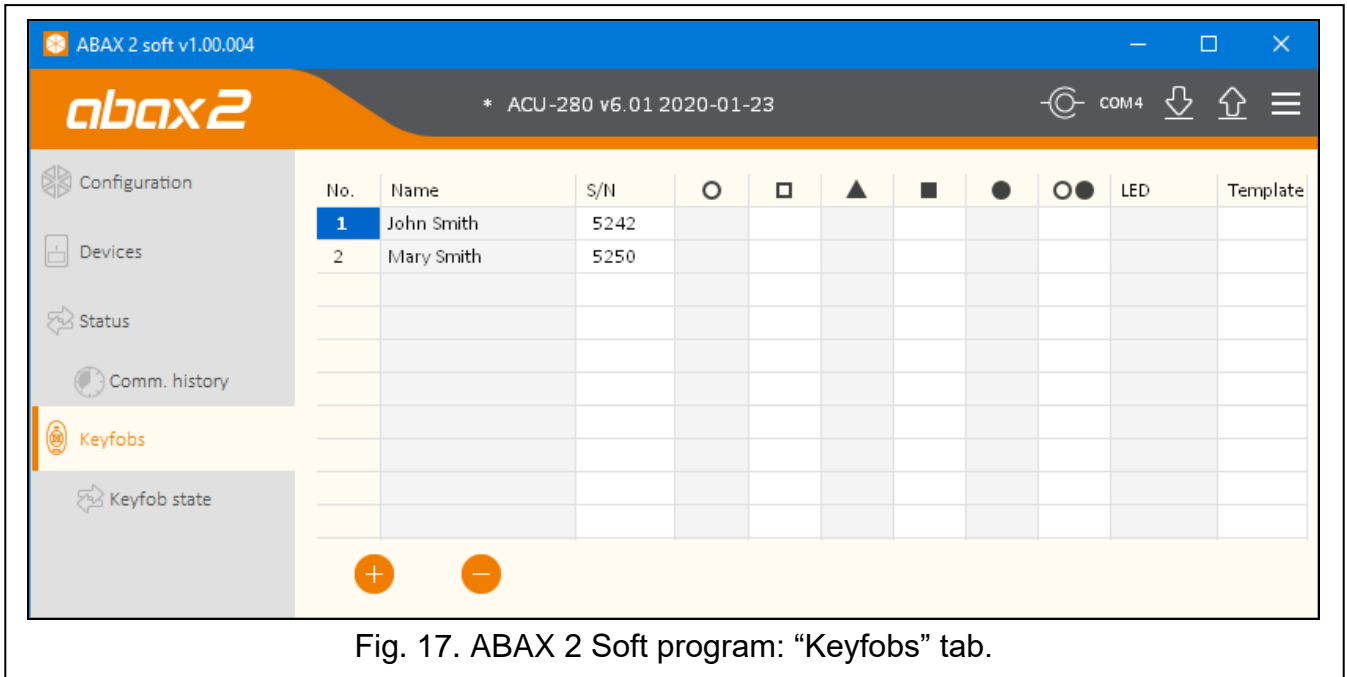 ABAX 2 soft v1.00.004
abax2
* ACU-280 v6.01 2020-01-23
COM4
Configuration
Devices
Status
Comm. history
Keyfobs
Keyfob state
No. Name S/N LED Template
1 John Smith 5242
2 Mary Smith 5250
Fig. 17. ABAX 2 Soft program: “Keyfobs” tab.